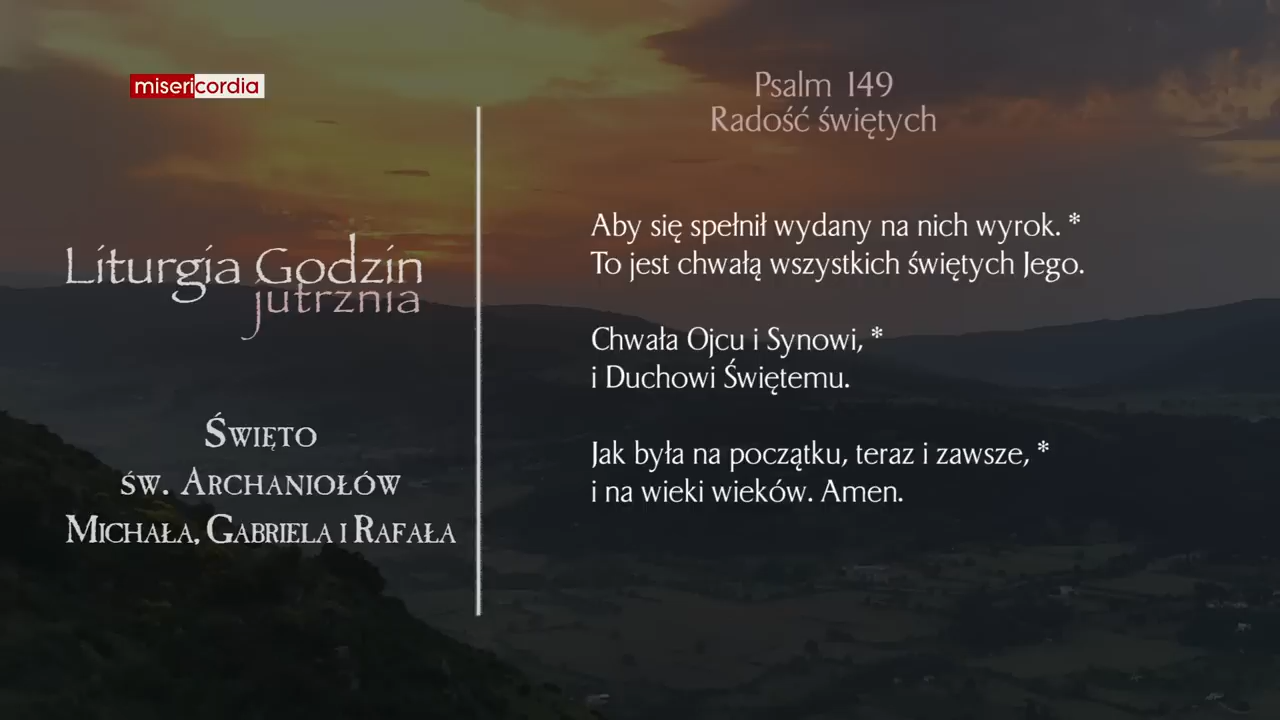 misericordia
Liturgia Godzin
jutrznia
Święto
św. Archaniołów
Michała, Gabriela i Rafała
Psalm 149
Radość świętych
Aby się spełnił wydany na nich wyrok. *
To jest chwałą wszystkich świętych Jego.
Chwała Ojcu i Synowi, *
i Duchowi Świętemu.
Jak była na początku, teraz i zawsze, *
i na wieki wieków. Amen.